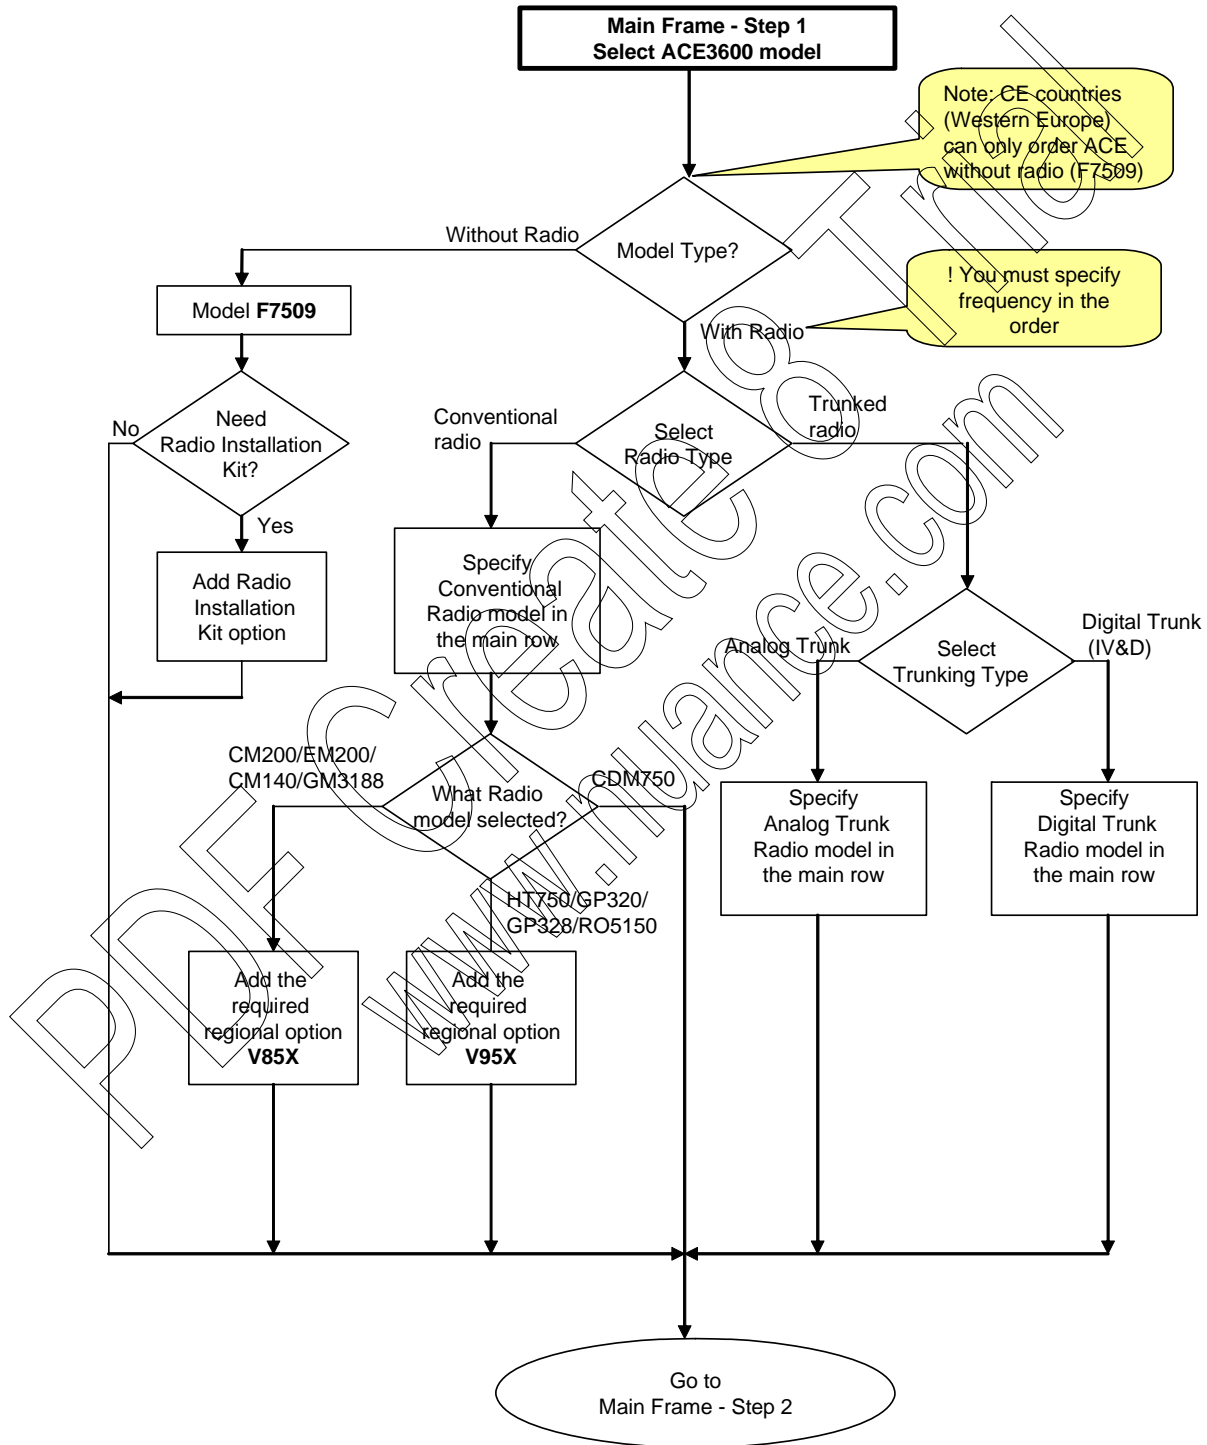 Main Frame - Step 1
Select ACE3600 model
Note: CE countries
(Western Europe)
can only order ACE
without radio (F7509)
Without Radio
Model Type?
! You must specify
frequency in the
order
Model F7509
With Radio
No
Need
Radio Installation
Kit?
Conventional
radio
Select
Radio Type
Trunked
radio
Yes
Add Radio
Installation
Kit option
Specify
Conventional
Radio model in
the main row
Analog Trunk
Select
Trunking Type
Digital Trunk
(IV&D)
CM200/EM200/
CM140/GM3188
What Radio
model selected?
CDM750
Specify
Analog Trunk
Radio model in
the main row
Specify
Digital Trunk
Radio model in
the main row
HT750/GP320/
GP328/RO5150
Add the
required
regional option
V85X
Add the
required
regional option
V95X
Go to
Main Frame - Step 2
PDF Create 8 Trial
www.nuance.com